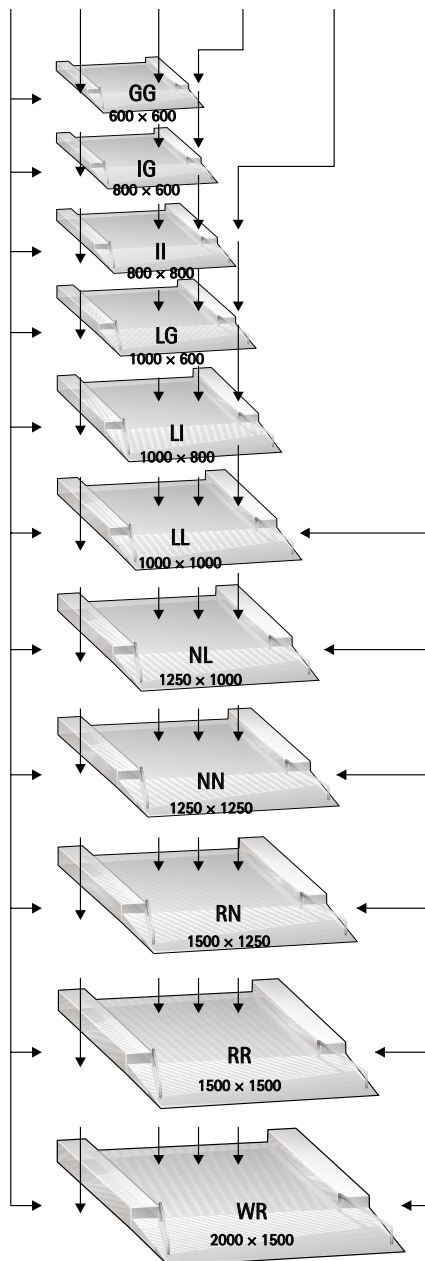 GG
600 × 600
IG
800 × 600
II
800 × 800
LG
1000 × 600
LI
1000 × 800
LL
1000 × 1000
NL
1250 × 1000
NN
1250 × 1250
RN
1500 × 1250
RR
1500 × 1500
WR
2000 × 1500